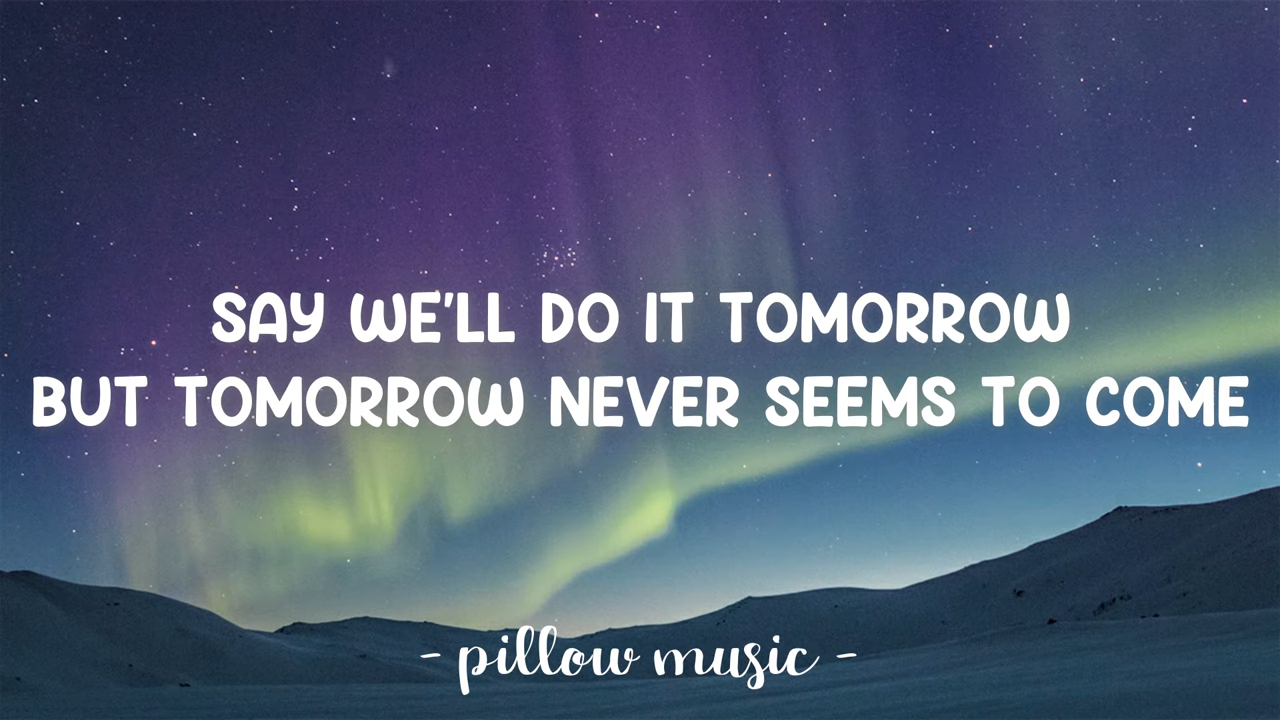 SAY WE'LL DO IT TOMORROW
BUT TOMORROW NEVER SEEMS TO COME
- pillow music -